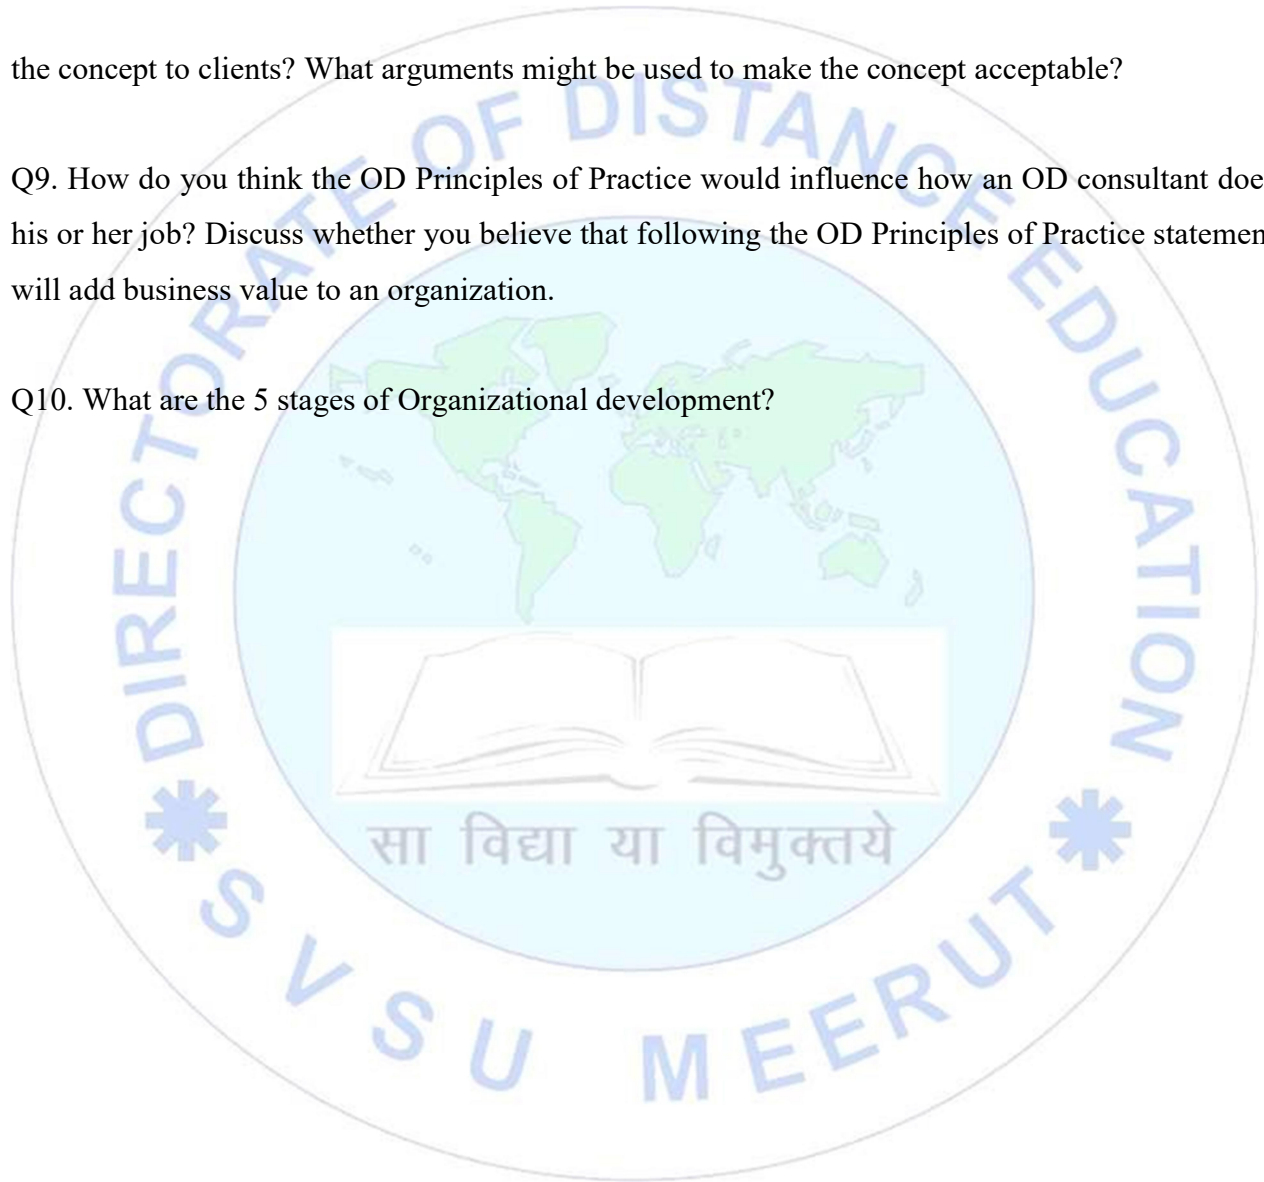 the concept to clients? What arguments might be used to make the concept acceptable?
Q9. How do you think the OD Principles of Practice would influence how an OD consultant doe
his or her job? Discuss whether you believe that following the OD Principles of Practice statemen
will add business value to an organization.
Q10. What are the 5 stages of Organizational development?
DIRECTORATE OF DISTANCE EDUCATION
सा विद्या या विमुक्तये
SVSU MEERUT